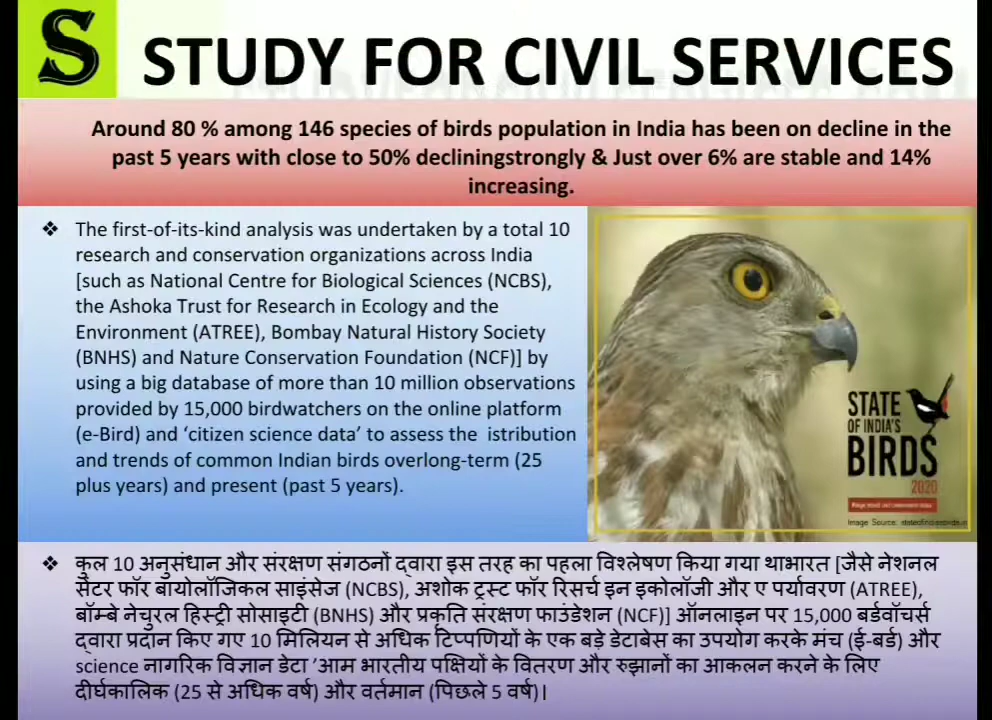 S
STUDY FOR CIVIL SERVICES
Around 80 % among 146 species of birds population in India has been on decline in the
past 5 years with close to 50% decliningstrongly & Just over 6% are stable and 14%
increasing.
❖ The first-of-its-kind analysis was undertaken by a total 10
research and conservation organizations across India
[such as National Centre for Biological Sciences (NCBS),
the Ashoka Trust for Research in Ecology and the
Environment (ATREE), Bombay Natural History Society
(BNHS) and Nature Conservation Foundation (NCF)] by
using a big database of more than 10 million observations
provided by 15,000 birdwatchers on the online platform
(e-Bird) and ‘citizen science data’ to assess the istribution
and trends of common Indian birds overlong-term (25
plus years) and present (past 5 years).
STATE
OF INDIA'S
BIRDS
2020
Image Source: stateofindiasbirds.in
❖ कुल 10 अनुसंधान और संरक्षण संगठनों द्वारा इस तरह का पहला विश्लेषण किया गया थाभारत [जैसे नेशनल
सेंटर फॉर बायोलॉजिकल साइंसेज (NCBS), अशोक ट्रस्ट फॉर रिसर्च इन इकोलॉजी और ए पर्यावरण (ATREE),
बॉम्बे नेचुरल हिस्ट्री सोसाइटी (BNHS) और प्रकृति संरक्षण फाउंडेशन (NCF)] ऑनलाइन पर 15,000 बर्डवॉचर्स
द्वारा प्रदान किए गए 10 मिलियन से अधिक टिप्पणियों के एक बड़े डेटाबेस का उपयोग करके मंच (ई-बर्ड) और
science नागरिक विज्ञान डेटा 'आम भारतीय पक्षियों के वितरण और रुझानों का आकलन करने के लिए
दीर्घकालिक (25 से अधिक वर्ष) और वर्तमान (पिछले 5 वर्ष)।